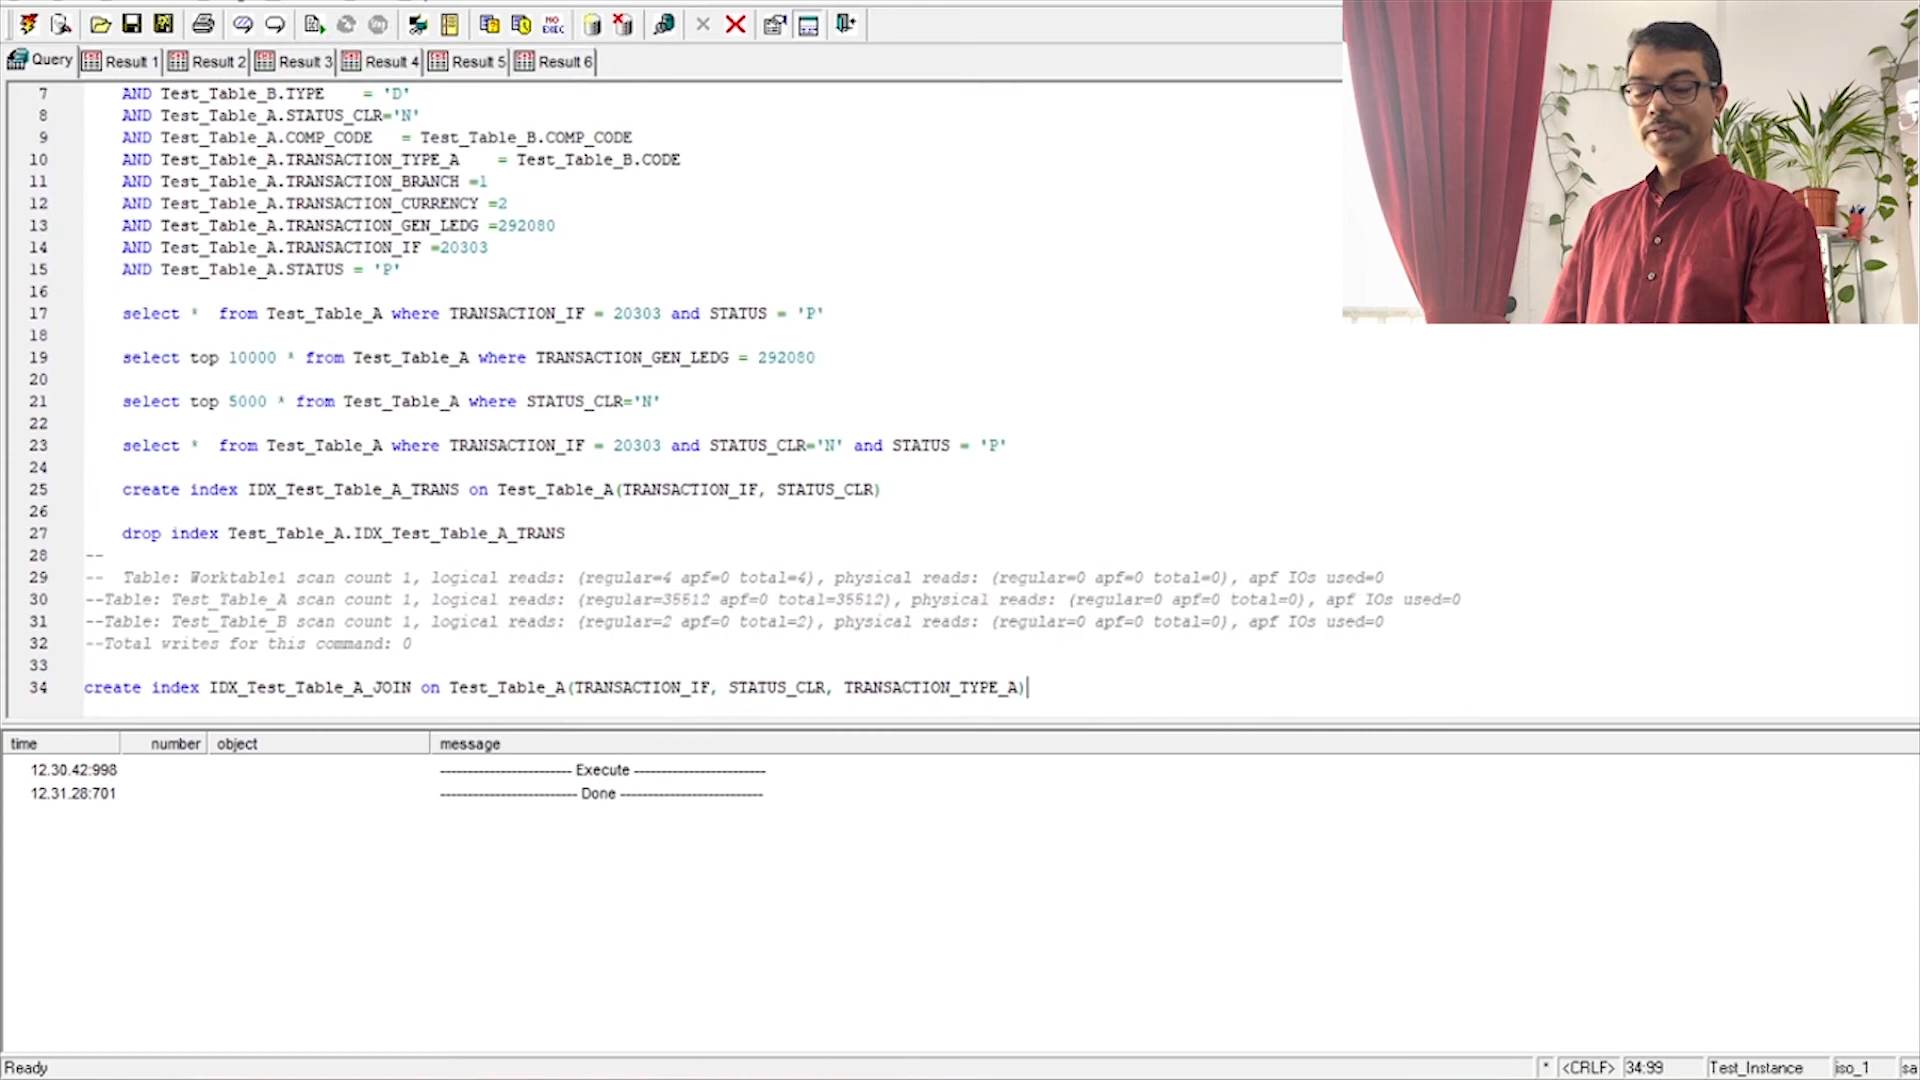 Query Result 1 Result 2 Result 3 Result 4 Result 5 Result 6
7 AND Test_Table_B.TYPE = 'D'
8 AND Test_Table_A.STATUS_CLR='N'
9 AND Test_Table_A.COMP_CODE = Test_Table_B.COMP_CODE
10 AND Test_Table_A.TRANSACTION_TYPE_A = Test_Table_B.CODE
11 AND Test_Table_A.TRANSACTION_BRANCH =1
12 AND Test_Table_A.TRANSACTION_CURRENCY =2
13 AND Test_Table_A.TRANSACTION_GEN_LEDG =292080
14 AND Test_Table_A.TRANSACTION_IF =20303
15 AND Test_Table_A.STATUS = 'P'
16
17 select * from Test_Table_A where TRANSACTION_IF = 20303 and STATUS = 'P'
18
19 select top 10000 * from Test_Table_A where TRANSACTION_GEN_LEDG = 292080
20
21 select top 5000 * from Test_Table_A where STATUS_CLR='N'
22
23 select * from Test_Table_A where TRANSACTION_IF = 20303 and STATUS_CLR='N' and STATUS = 'P'
24
25 create index IDX_Test_Table_A_TRANS on Test_Table_A(TRANSACTION_IF, STATUS_CLR)
26
27 drop index Test_Table_A.IDX_Test_Table_A_TRANS
28 --
29 -- Table: Worktable1 scan count 1, logical reads: (regular=4 apf=0 total=4), physical reads: (regular=0 apf=0 total=0), apf IOs used=0
30 --Table: Test_Table_A scan count 1, logical reads: (regular=35512 apf=0 total=35512), physical reads: (regular=0 apf=0 total=0), apf IOs used=0
31 --Table: Test_Table_B scan count 1, logical reads: (regular=2 apf=0 total=2), physical reads: (regular=0 apf=0 total=0), apf IOs used=0
32 --Total writes for this command: 0
33
34 create index IDX_Test_Table_A_JOIN on Test_Table_A(TRANSACTION_IF, STATUS_CLR, TRANSACTION_TYPE_A)
time number object message
12.30.42:998 ------------------------ Execute ------------------------
12.31.28:701 ------------------------- Done --------------------------
Ready * <CRLF> 34:99 Test_Instance iso_1 sa